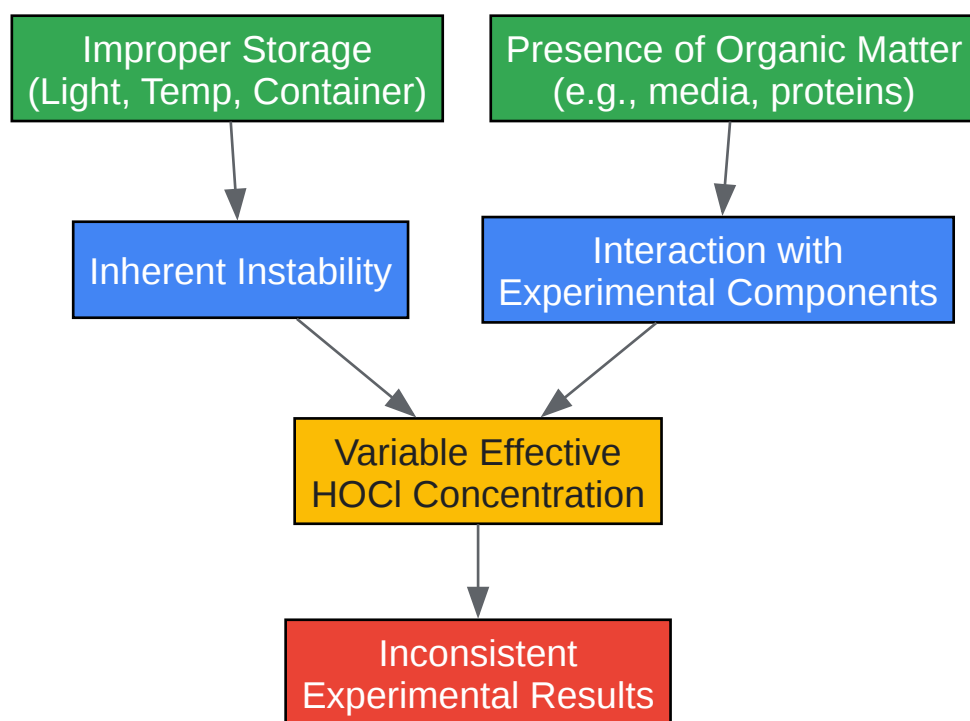 Improper Storage
(Light, Temp, Container)
Presence of Organic Matter
(e.g., media, proteins)
Inherent Instability
Interaction with
Experimental Components
Variable Effective
HOCl Concentration
Inconsistent
Experimental Results